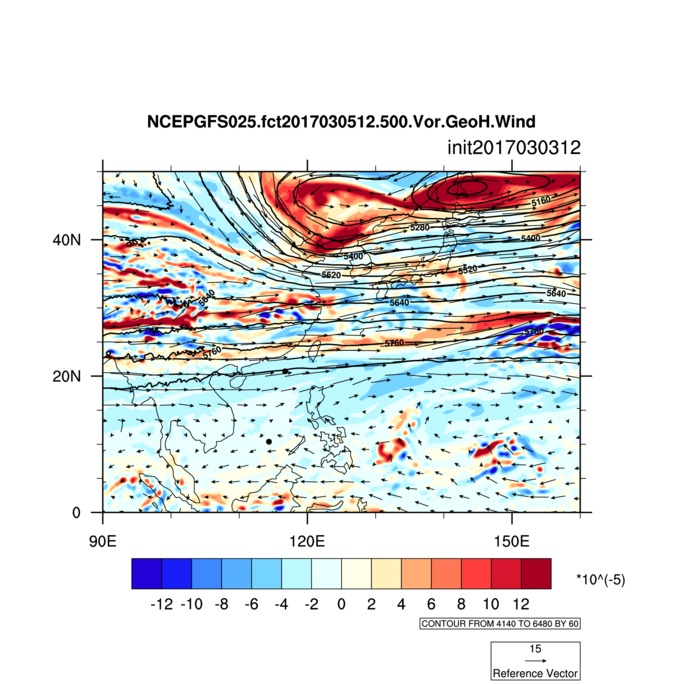 NCEPGFS025.fct2017030512.500.Vor.GeoH.Wind
init2017030312
5160
5280
40N
5400
5400
5520
5520
5640
5640
5640
5760
5760
5760
20N
0
90E 120E 150E
-12 -10 -8 -6 -4 -2 0 2 4 6 8 10 12
*10^(-5)
CONTOUR FROM 4140 TO 6480 BY 60
15
Reference Vector